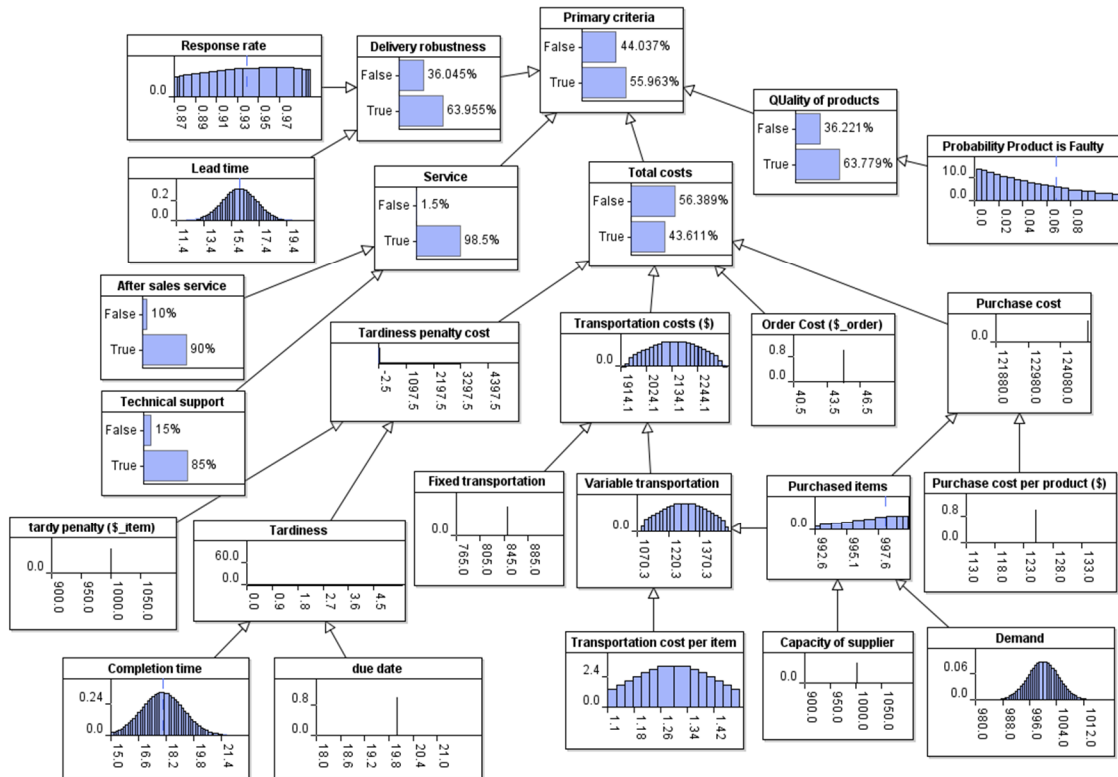 Primary criteria
False 44.037%
True 55.963%
Response rate
0.0
0.87 0.89 0.91 0.93 0.95 0.97
Delivery robustness
False 36.045%
True 63.955%
QUality of products
False 36.221%
True 63.779%
Probability Product is Faulty
10.0
0.0
0.0 0.02 0.04 0.06 0.08
Lead time
0.2
0.0
11.4 13.4 15.4 17.4 19.4
Service
False 1.5%
True 98.5%
Total costs
False 56.389%
True 43.611%
After sales service
False 10%
True 90%
Tardiness penalty cost
-2.5 1097.5 2197.5 3297.5 4397.5
Transportation costs ($)
0.0
1914.1 2024.1 2134.1 2244.1
Order Cost ($_order)
0.8
0.0
40.5 43.5 46.5
Purchase cost
0.0
121880.0 122980.0 124080.0
Technical support
False 15%
True 85%
Fixed transportation
0.0
765.0 805.0 845.0 885.0
Variable transportation
0.0
1070.3 1220.3 1370.3
Purchased items
0.0
992.6 995.1 997.6
Purchase cost per product ($)
0.8
0.0
113.0 118.0 123.0 128.0 133.0
tardy penalty ($_item)
0.0
900.0 950.0 1000.0 1050.0
Tardiness
60.0
0.0
0.0 0.9 1.8 2.7 3.6 4.5
Completion time
0.24
0.0
15.0 16.6 18.2 19.8 21.4
due date
0.8
0.0
18.0 18.6 19.2 19.8 20.4 21.0
Transportation cost per item
2.4
0.0
1.1 1.18 1.26 1.34 1.42
Capacity of supplier
0.0
900.0 950.0 1000.0 1050.0
Demand
0.06
0.0
980.0 988.0 996.0 1004.0 1012.0